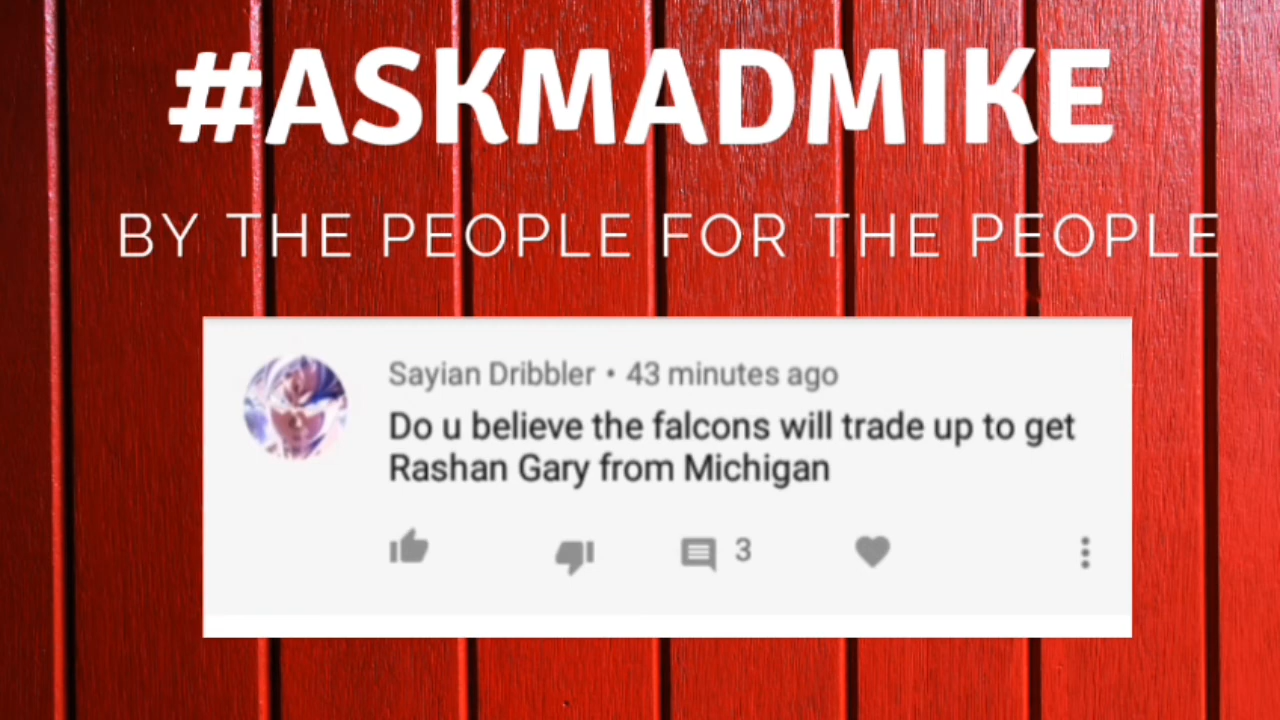 #ASKMADMIKE
BY THE PEOPLE FOR THE PEOPLE
Sayian Dribbler • 43 minutes ago
Do u believe the falcons will trade up to get
Rashan Gary from Michigan
3